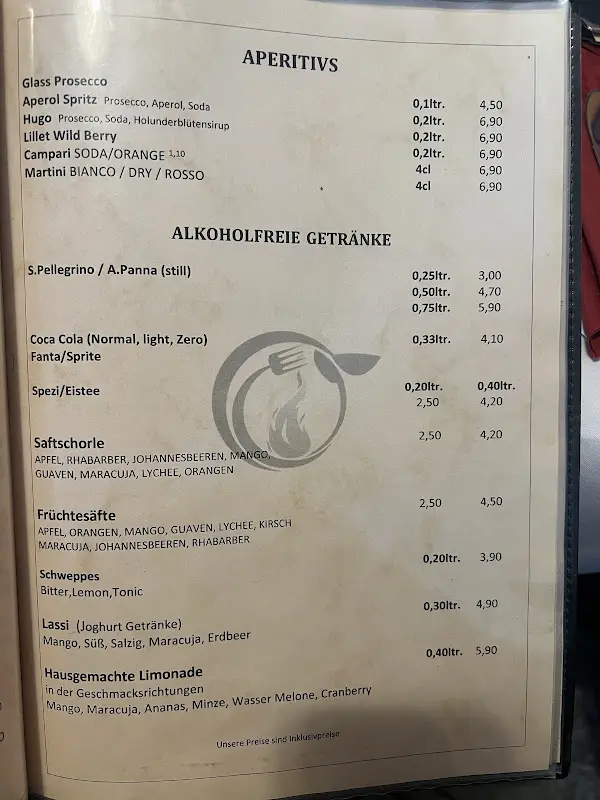 APERITIVS
Glass Prosecco 0,1ltr. 4,50
Aperol Spritz Prosecco, Aperol, Soda 0,2ltr. 6,90
Hugo Prosecco, Soda, Holunderblütensirup 0,2ltr. 6,90
Lillet Wild Berry 0,2ltr. 6,90
Campari SODA/ORANGE 1,10 4cl 6,90
Martini BIANCO / DRY / ROSSO 4cl 6,90
ALKOHOLFREIE GETRÄNKE
S.Pellegrino / A.Panna (still) 0,25ltr. 3,00
0,50ltr. 4,70
0,75ltr. 5,90
Coca Cola (Normal, light, Zero) 0,33ltr. 4,10
Fanta/Sprite
Spezi/Eistee 0,20ltr. 0,40ltr.
2,50 4,20
Saftschorle 2,50 4,20
APFEL, RHABARBER, JOHANNESBEEREN, MANGO,
GUAVEN, MARACUJA, LYCHEE, ORANGEN
Früchtesäfte 2,50 4,50
APFEL, ORANGEN, MANGO, GUAVEN, LYCHEE, KIRSCH
MARACUJA, JOHANNESBEEREN, RHABARBER
Schweppes 0,20ltr. 3,90
Bitter,Lemon,Tonic
Lassi (Joghurt Getränke) 0,30ltr. 4,90
Mango, Süß, Salzig, Maracuja, Erdbeer
Hausgemachte Limonade 0,40ltr. 5,90
in der Geschmacksrichtungen
Mango, Maracuja, Ananas, Minze, Wasser Melone, Cranberry
Unsere Preise sind Inklusivpreise